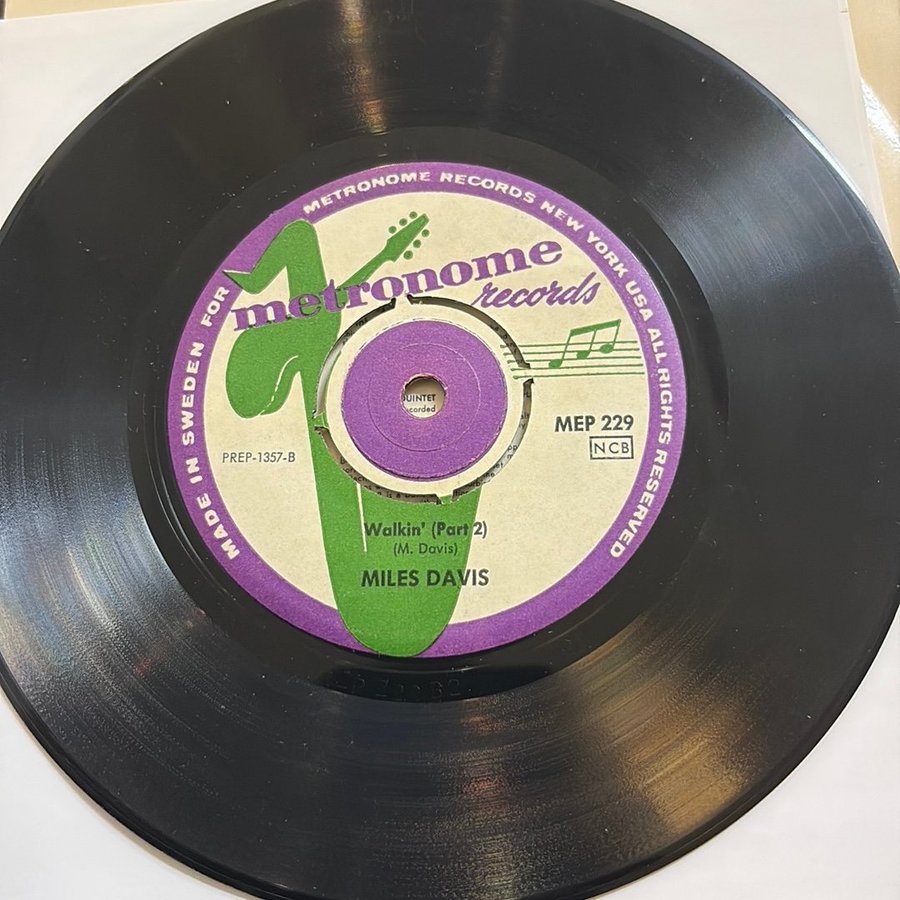 METRONOME RECORDS NEW YORK USA ALL RIGHTS RESERVED
MADE IN SWEDEN FOR
metronome
records
MEP 229
NCB
PREP-1357-B
Walkin' (Part 2)
(M. Davis)
MILES DAVIS